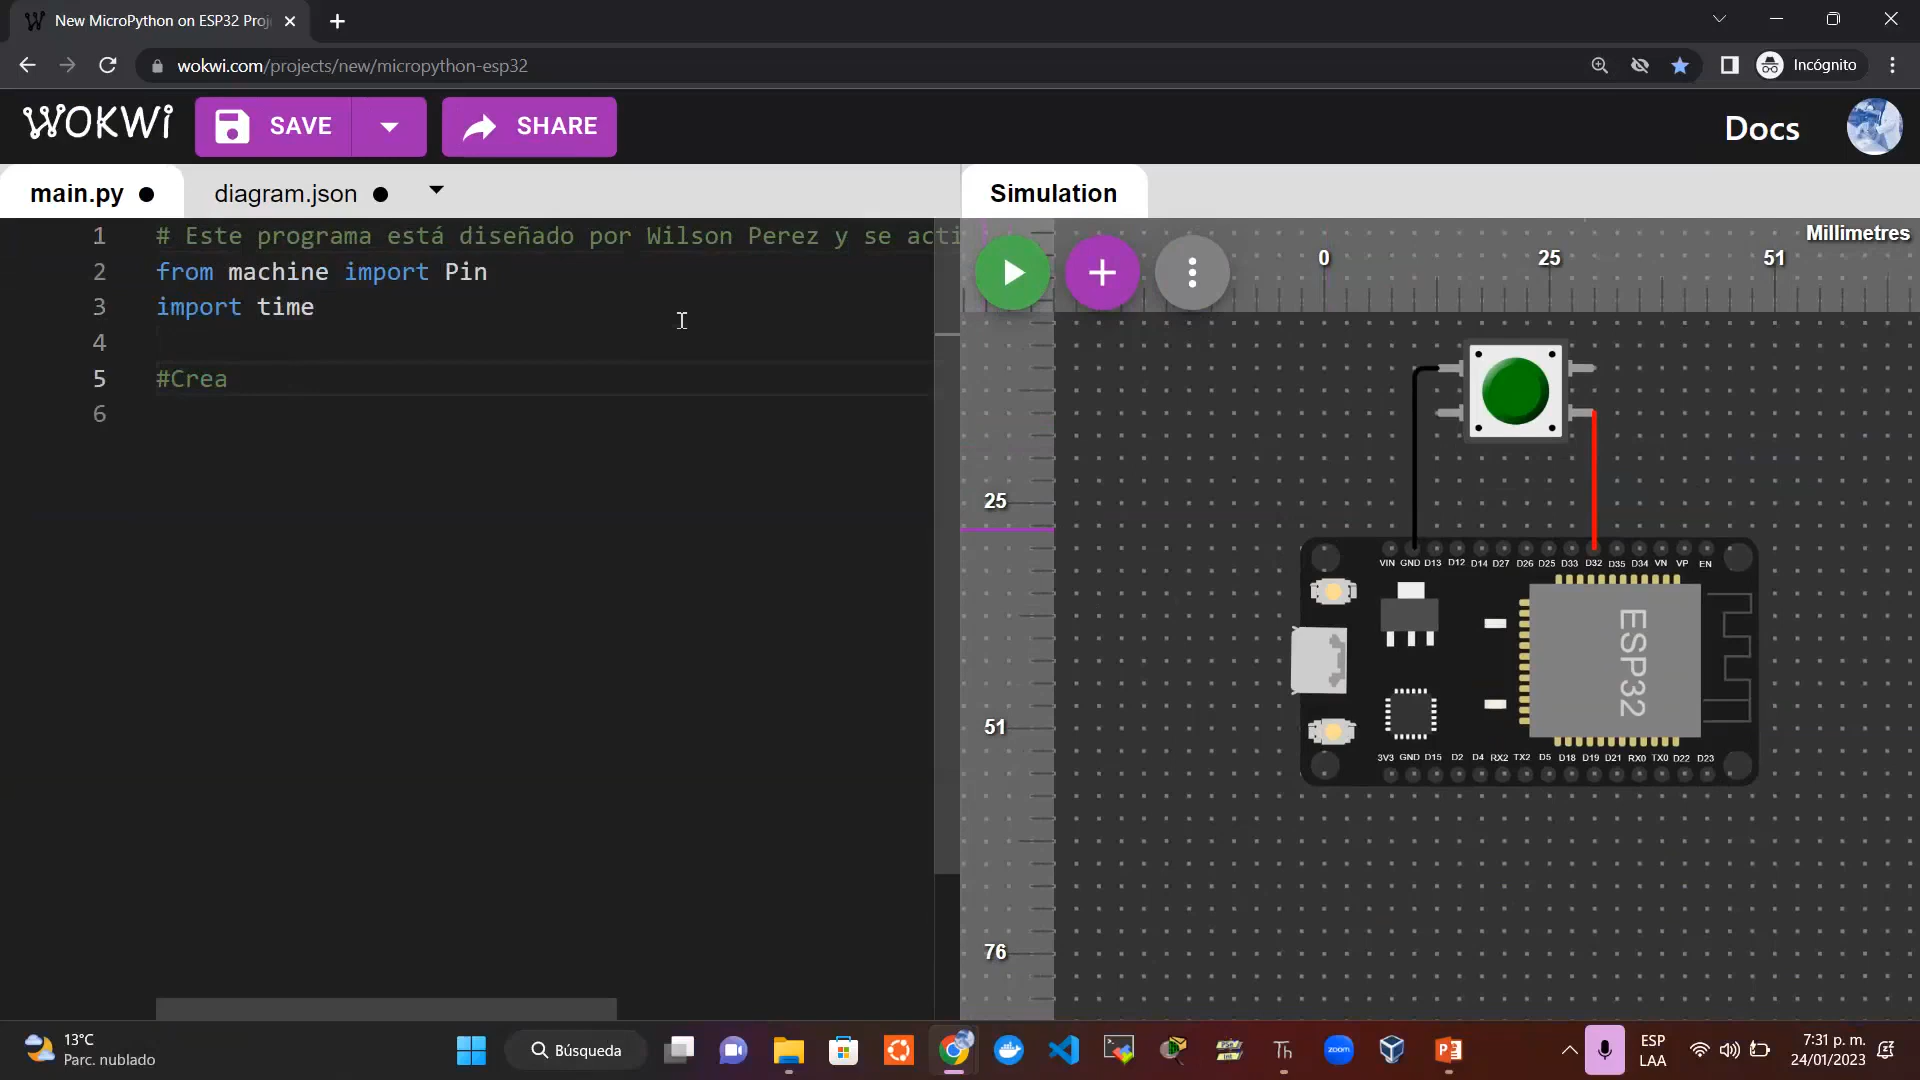 New MicroPython on ESP32 Proj
wokwi.com/projects/new/micropython-esp32
Incógnito
WOKWi
SAVE
SHARE
Docs
main.py
diagram.json
Simulation
1 # Este programa está diseñado por Wilson Perez y se acti
2 from machine import Pin
3 import time
4
5 #Crea
6
Millimetres
0 25 51
25
51
76
VIN GND D13 D12 D14 D27 D26 D25 D33 D32 D35 D34 VN VP EN
ESP32
3V3 GND D15 D2 D4 RX2 TX2 D5 D18 D19 D21 RX0 TX0 D22 D23
13°C
Parc. nublado
Búsqueda
Th
zoom
ESP
LAA
7:31 p. m.
24/01/2023